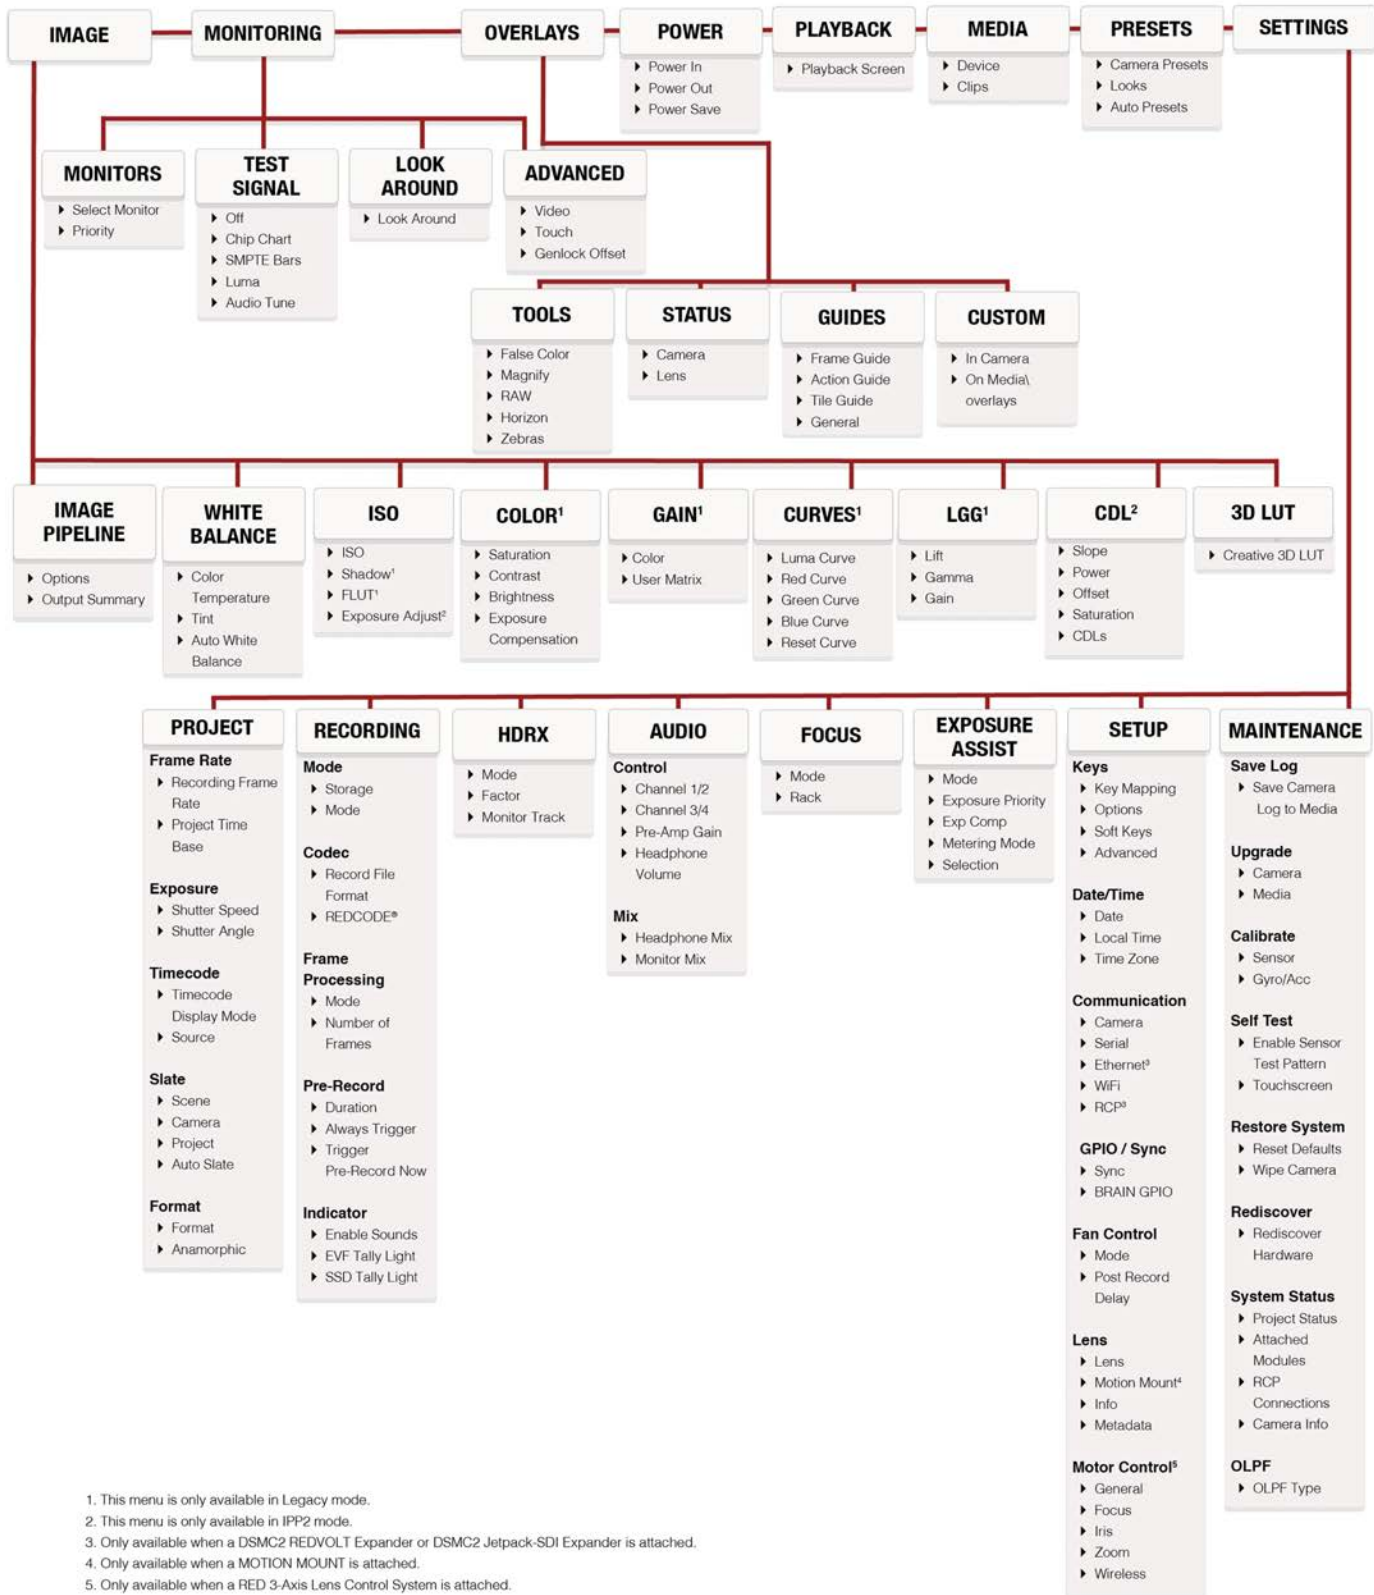 IMAGE
MONITORING
OVERLAYS
POWER
Power In
Power Out
Power Save
PLAYBACK
Playback Screen
MEDIA
Device
Clips
PRESETS
Camera Presets
Looks
Auto Presets
SETTINGS
MONITORS
Select Monitor
Priority
TEST
SIGNAL
Off
Chip Chart
SMPTE Bars
Luma
Audio Tune
LOOK
AROUND
Look Around
ADVANCED
Video
Touch
Genlock Offset
TOOLS
False Color
Magnify
RAW
Horizon
Zebras
STATUS
Camera
Lens
GUIDES
Frame Guide
Action Guide
Tile Guide
General
CUSTOM
In Camera
On Media\
overlays
IMAGE
PIPELINE
Options
Output Summary
WHITE
BALANCE
Color
Temperature
Tint
Auto White
Balance
ISO
ISO
Shadow¹
FLUT¹
Exposure Adjust²
COLOR¹
Saturation
Contrast
Brightness
Exposure
Compensation
GAIN¹
Color
User Matrix
CURVES¹
Luma Curve
Red Curve
Green Curve
Blue Curve
Reset Curve
LGG¹
Lift
Gamma
Gain
CDL²
Slope
Power
Offset
Saturation
CDLs
3D LUT
Creative 3D LUT
PROJECT
Frame Rate
Recording Frame
Rate
Project Time
Base
Exposure
Shutter Speed
Shutter Angle
Timecode
Timecode
Display Mode
Source
Slate
Scene
Camera
Project
Auto Slate
Format
Format
Anamorphic
RECORDING
Mode
Storage
Mode
Codec
Record File
Format
REDCODE®
Frame
Processing
Mode
Number of
Frames
Pre-Record
Duration
Always Trigger
Trigger
Pre-Record Now
Indicator
Enable Sounds
EVF Tally Light
SSD Tally Light
HDRX
Mode
Factor
Monitor Track
AUDIO
Control
Channel 1/2
Channel 3/4
Pre-Amp Gain
Headphone
Volume
Mix
Headphone Mix
Monitor Mix
FOCUS
Mode
Rack
EXPOSURE
ASSIST
Mode
Exposure Priority
Exp Comp
Metering Mode
Selection
SETUP
Keys
Key Mapping
Options
Soft Keys
Advanced
Date/Time
Date
Local Time
Time Zone
Communication
Camera
Serial
Ethernet³
WiFi
RCP³
GPIO / Sync
Sync
BRAIN GPIO
Fan Control
Mode
Post Record
Delay
Lens
Lens
Motion Mount⁴
Info
Metadata
Motor Control⁵
General
Focus
Iris
Zoom
Wireless
MAINTENANCE
Save Log
Save Camera
Log to Media
Upgrade
Camera
Media
Calibrate
Sensor
Gyro/Acc
Self Test
Enable Sensor
Test Pattern
Touchscreen
Restore System
Reset Defaults
Wipe Camera
Rediscover
Rediscover
Hardware
System Status
Project Status
Attached
Modules
RCP
Connections
Camera Info
OLPF
OLPF Type
1. This menu is only available in Legacy mode.
2. This menu is only available in IPP2 mode.
3. Only available when a DSMC2 REDVOLT Expander or DSMC2 Jetpack-SDI Expander is attached.
4. Only available when a MOTION MOUNT is attached.
5. Only available when a RED 3-Axis Lens Control System is attached.